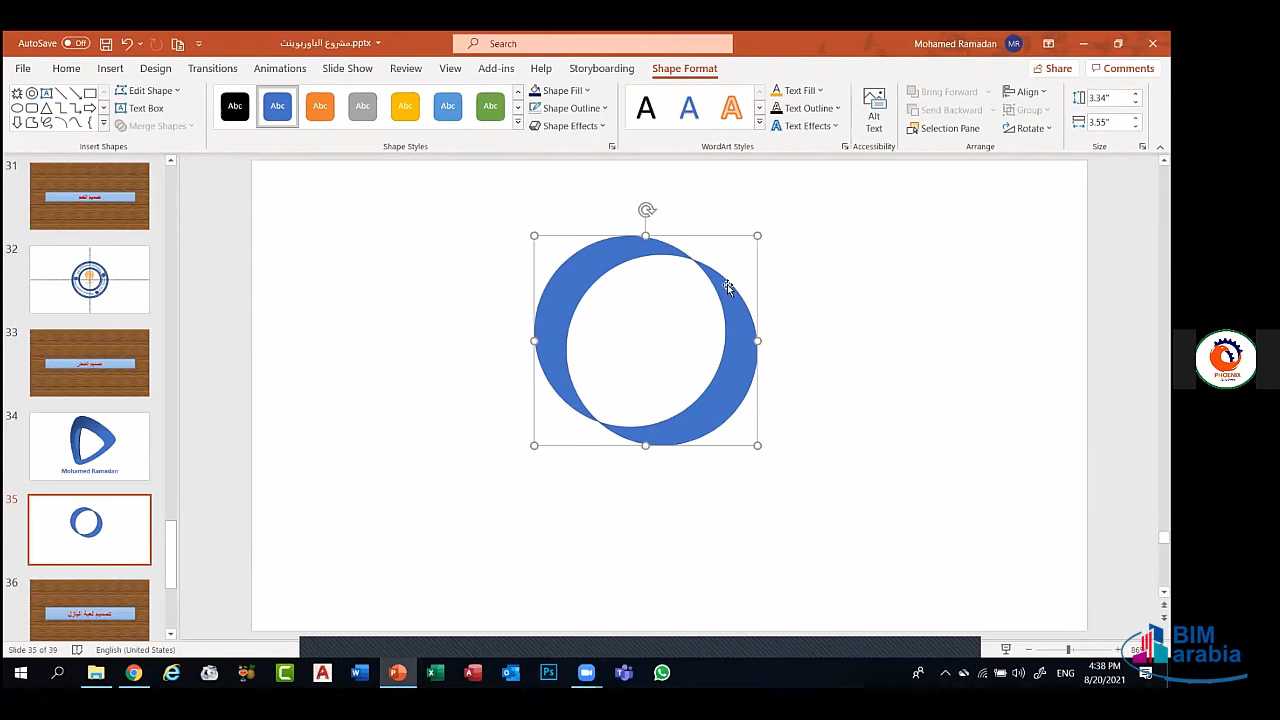 AutoSave Off مشروع الباوربوينت.pptx Search Mohamed Ramadan MR
File Home Insert Design Transitions Animations Slide Show Review View Add-ins Help Storyboarding Shape Format Share Comments
Edit Shape
Text Box
Merge Shapes
Insert Shapes
Abc Abc Abc Abc Abc Abc Abc
Shape Fill
Shape Outline
Shape Effects
Shape Styles
A A A
Text Fill
Text Outline
Text Effects
WordArt Styles
Alt
Text
Accessibility
Bring Forward
Send Backward
Selection Pane
Align
Group
Rotate
Arrange
3.34"
3.55"
Size
31
32
33
34
Mohamed Ramadan
35
36
تصميم لعبة البازل
PHOENIX
Slide 35 of 39 English (United States)
BIM
arabia
ENG
4:38 PM
8/20/2021